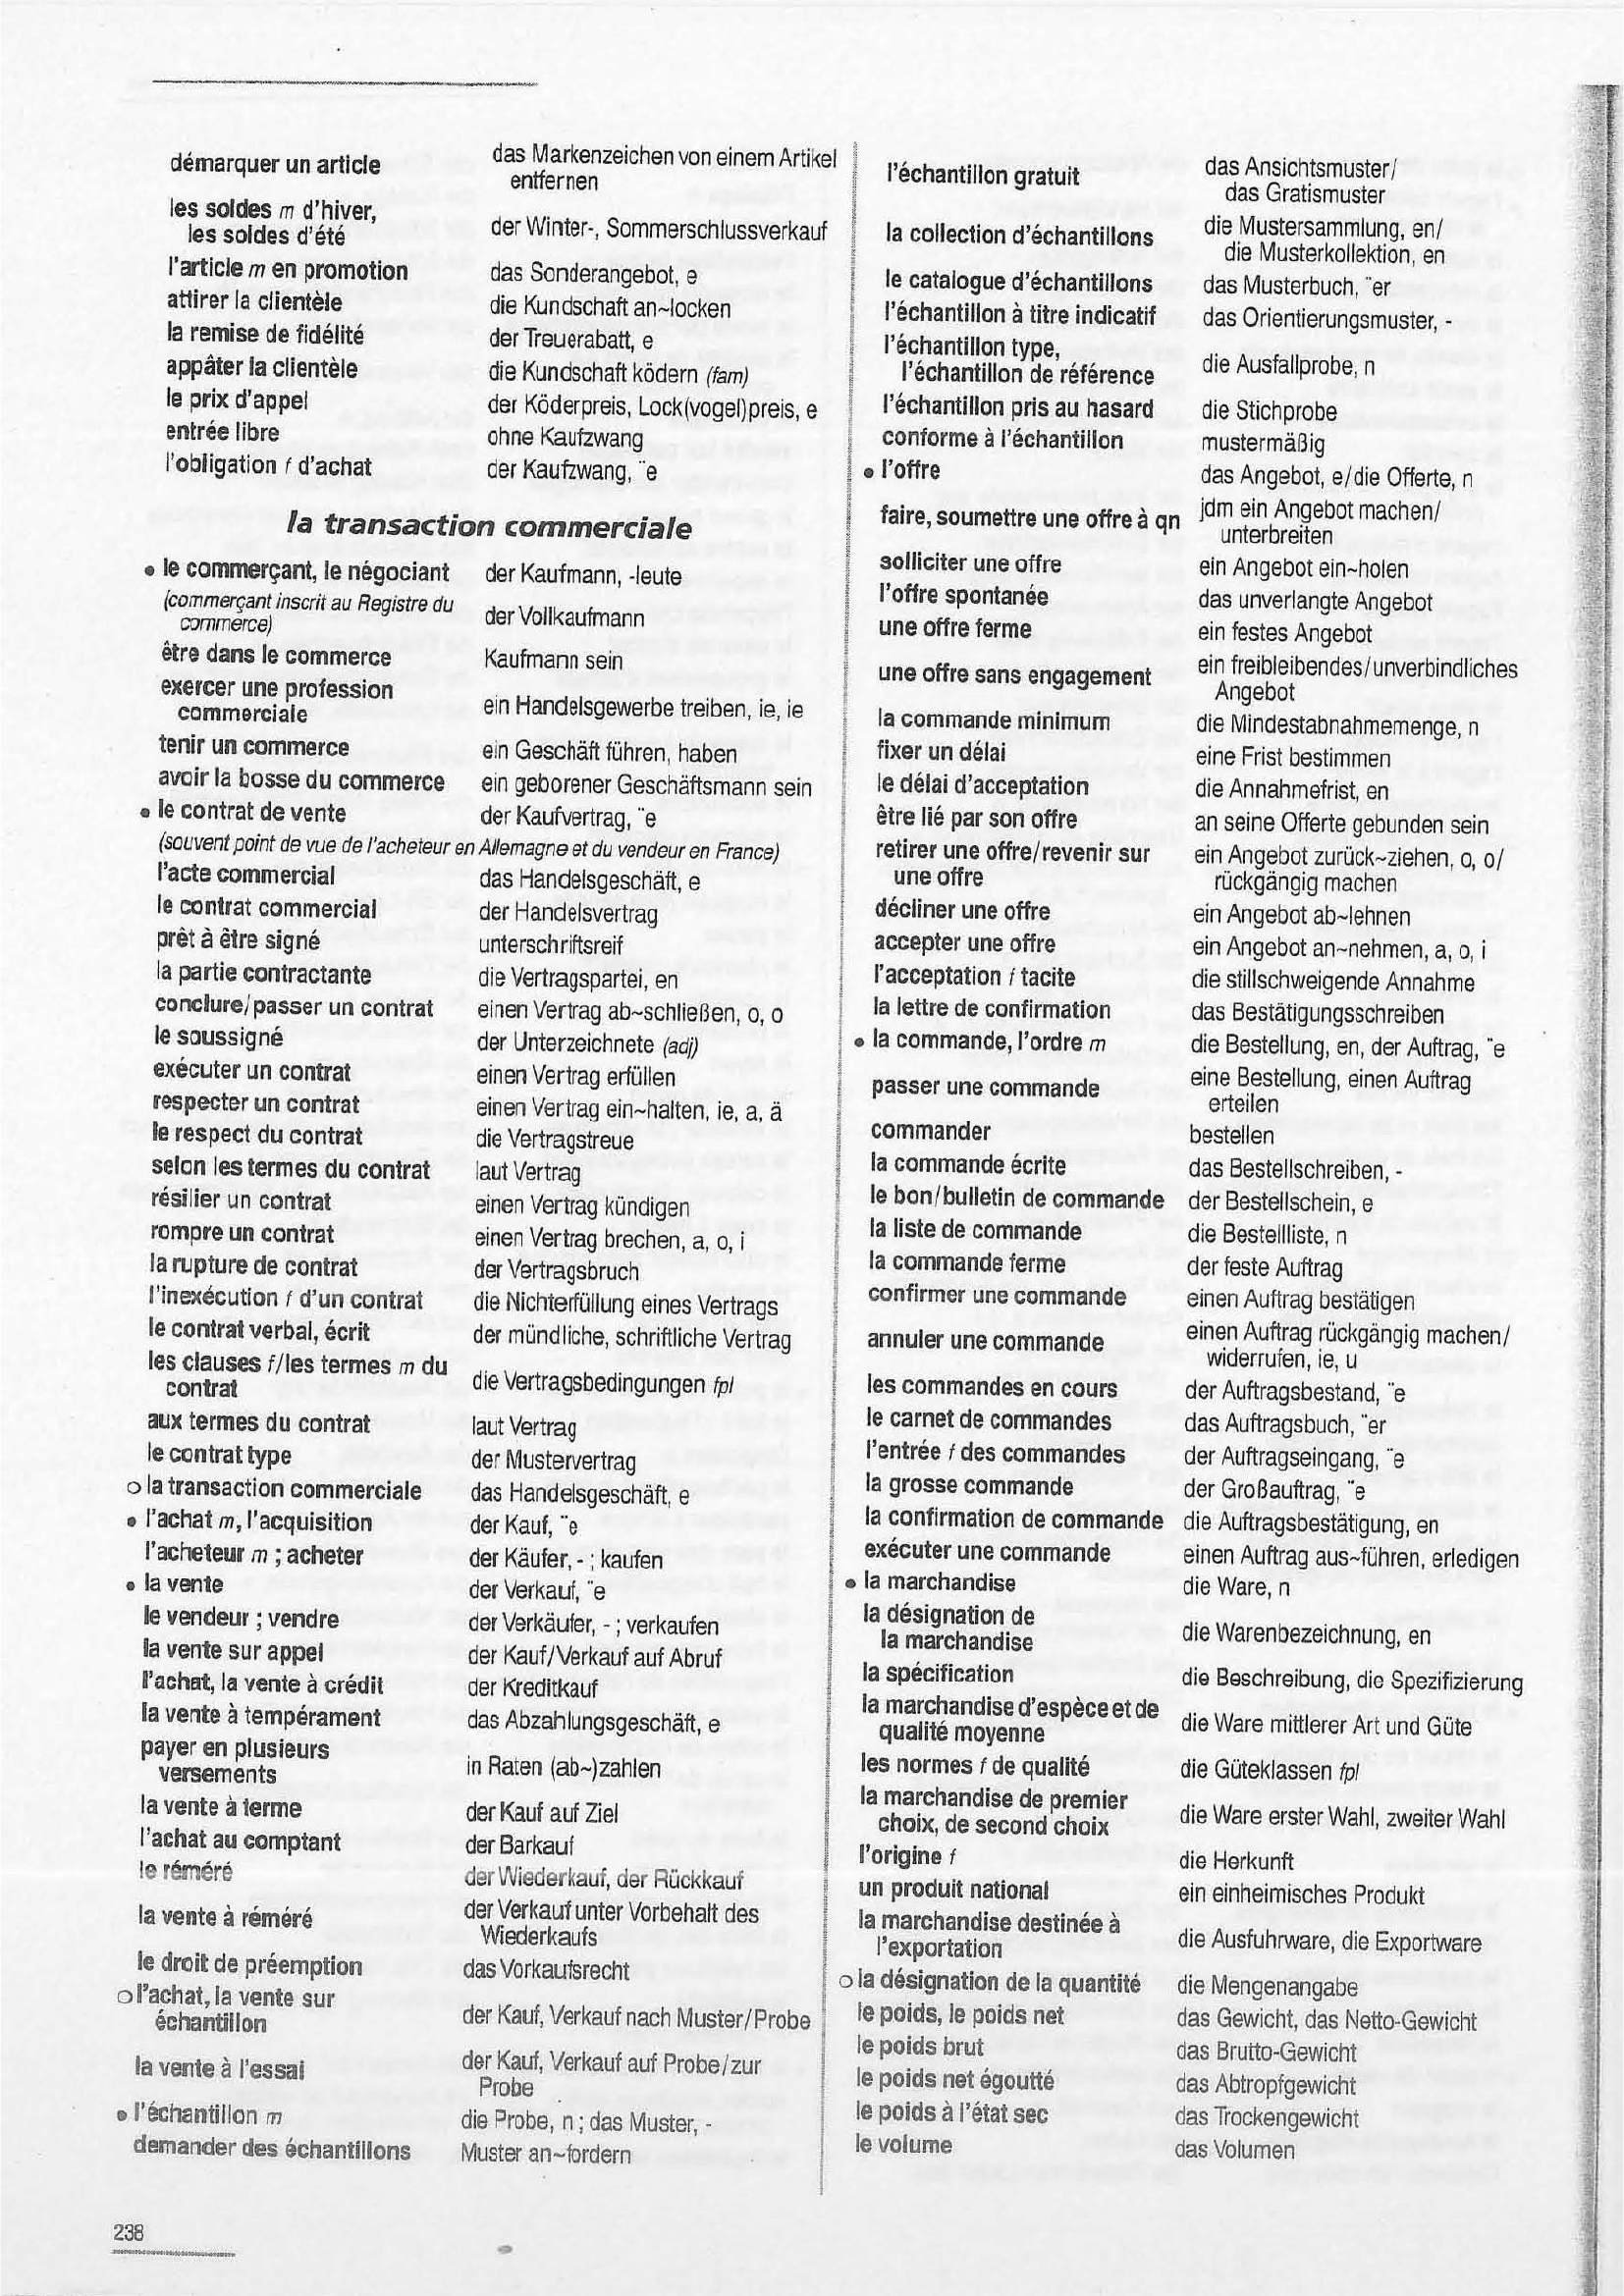 démarquer un article das Markenzeichen von einem Artikel
entfernen
les soldes m d'hiver,
les soldes d'été der Winter-, Sommerschlussverkauf
l'article m en promotion das Sonderangebot, e
attirer la clientèle die Kundschaft an~locken
la remise de fidélité der Treuerabatt, e
appâter la clientèle die Kundschaft ködern (fam)
le prix d'appel der Köderpreis, Lock(vogel)preis, e
entrée libre ohne Kaufzwang
l'obligation f d'achat der Kaufzwang, ¨e
la transaction commerciale
• le commerçant, le négociant der Kaufmann, -leute
(commerçant inscrit au Registre du
commerce) der Vollkaufmann
être dans le commerce Kaufmann sein
exercer une profession
commerciale ein Handelsgewerbe treiben, ie, ie
tenir un commerce ein Geschäft führen, haben
avoir la bosse du commerce ein geborener Geschäftsmann sein
• le contrat de vente der Kaufvertrag, ¨e
(souvent point de vue de l'acheteur en Allemagne et du vendeur en France)
l'acte commercial das Handelsgeschäft, e
le contrat commercial der Handelsvertrag
prêt à être signé unterschriftsreif
la partie contractante die Vertragspartei, en
conclure/passer un contrat einen Vertrag ab~schließen, o, o
le soussigné der Unterzeichnete (adj)
exécuter un contrat einen Vertrag erfüllen
respecter un contrat einen Vertrag ein~halten, ie, a, ä
le respect du contrat die Vertragstreue
selon les termes du contrat laut Vertrag
résilier un contrat einen Vertrag kündigen
rompre un contrat einen Vertrag brechen, a, o, i
la rupture de contrat der Vertragsbruch
l'inexécution f d'un contrat die Nichterfüllung eines Vertrags
le contrat verbal, écrit der mündliche, schriftliche Vertrag
les clauses f/les termes m du
contrat die Vertragsbedingungen fpl
aux termes du contrat laut Vertrag
le contrat type der Mustervertrag
o la transaction commerciale das Handelsgeschäft, e
• l'achat m, l'acquisition der Kauf, ¨e
l'acheteur m ; acheter der Käufer, - ; kaufen
• la vente der Verkauf, ¨e
le vendeur ; vendre der Verkäufer, - ; verkaufen
la vente sur appel der Kauf/Verkauf auf Abruf
l'achat, la vente à crédit der Kreditkauf
la vente à tempérament das Abzahlungsgeschäft, e
payer en plusieurs
versements in Raten (ab~)zahlen
la vente à terme der Kauf auf Ziel
l'achat au comptant der Barkauf
le réméré der Wiederkauf, der Rückkauf
la vente à réméré der Verkauf unter Vorbehalt des
Wiederkaufs
le droit de préemption das Vorkaufsrecht
o l'achat, la vente sur
échantillon der Kauf, Verkauf nach Muster/Probe
la vente à l'essai der Kauf, Verkauf auf Probe/zur
Probe
• l'échantillon m die Probe, n ; das Muster, -
demander des échantillons Muster an~fordern
l'échantillon gratuit das Ansichtsmuster/
das Gratismuster
la collection d'échantillons die Mustersammlung, en/
die Musterkollektion, en
le catalogue d'échantillons das Musterbuch, ¨er
l'échantillon à titre indicatif das Orientierungsmuster, -
l'échantillon type,
l'échantillon de référence die Ausfallprobe, n
l'échantillon pris au hasard die Stichprobe
conforme à l'échantillon mustermäßig
• l'offre das Angebot, e/die Offerte, n
faire, soumettre une offre à qn jdm ein Angebot machen/
unterbreiten
solliciter une offre ein Angebot ein~holen
l'offre spontanée das unverlangte Angebot
une offre ferme ein festes Angebot
une offre sans engagement ein freibleibendes/unverbindliches
Angebot
la commande minimum die Mindestabnahmemenge, n
fixer un délai eine Frist bestimmen
le délai d'acceptation die Annahmefrist, en
être lié par son offre an seine Offerte gebunden sein
retirer une offre/revenir sur ein Angebot zurück~ziehen, o, o/
une offre rückgängig machen
décliner une offre ein Angebot ab~lehnen
accepter une offre ein Angebot an~nehmen, a, o, i
l'acceptation f tacite die stillschweigende Annahme
la lettre de confirmation das Bestätigungsschreiben
• la commande, l'ordre m die Bestellung, en, der Auftrag, ¨e
passer une commande eine Bestellung, einen Auftrag
erteilen
commander bestellen
la commande écrite das Bestellschreiben, -
le bon/bulletin de commande der Bestellschein, e
la liste de commande die Bestellliste, n
la commande ferme der feste Auftrag
confirmer une commande einen Auftrag bestätigen
annuler une commande einen Auftrag rückgängig machen/
widerrufen, ie, u
les commandes en cours der Auftragsbestand, ¨e
le carnet de commandes das Auftragsbuch, ¨er
l'entrée f des commandes der Auftragseingang, ¨e
la grosse commande der Großauftrag, ¨e
la confirmation de commande die Auftragsbestätigung, en
exécuter une commande einen Auftrag aus~führen, erledigen
• la marchandise die Ware, n
la désignation de
la marchandise die Warenbezeichnung, en
la spécification die Beschreibung, die Spezifizierung
la marchandise d'espèce et de
qualité moyenne die Ware mittlerer Art und Güte
les normes f de qualité die Güteklassen fpl
la marchandise de premier
choix, de second choix die Ware erster Wahl, zweiter Wahl
l'origine f die Herkunft
un produit national ein einheimisches Produkt
la marchandise destinée à
l'exportation die Ausfuhrware, die Exportware
o la désignation de la quantité die Mengenangabe
le poids, le poids net das Gewicht, das Netto-Gewicht
le poids brut das Brutto-Gewicht
le poids net égoutté das Abtropfgewicht
le poids à l'état sec das Trockengewicht
le volume das Volumen
238